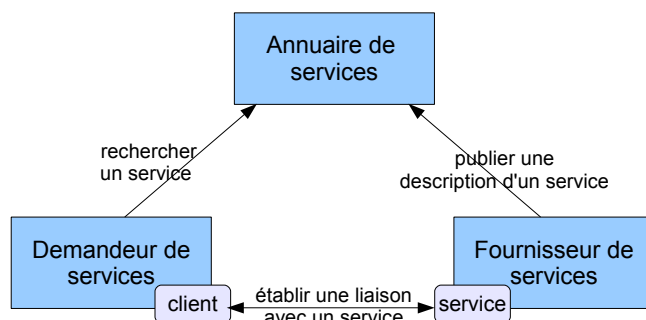 Annuaire de
services
rechercher
un service
publier une
description d'un service
Demandeur de
services
Fournisseur de
services
client
établir une liaison
avec un service
service